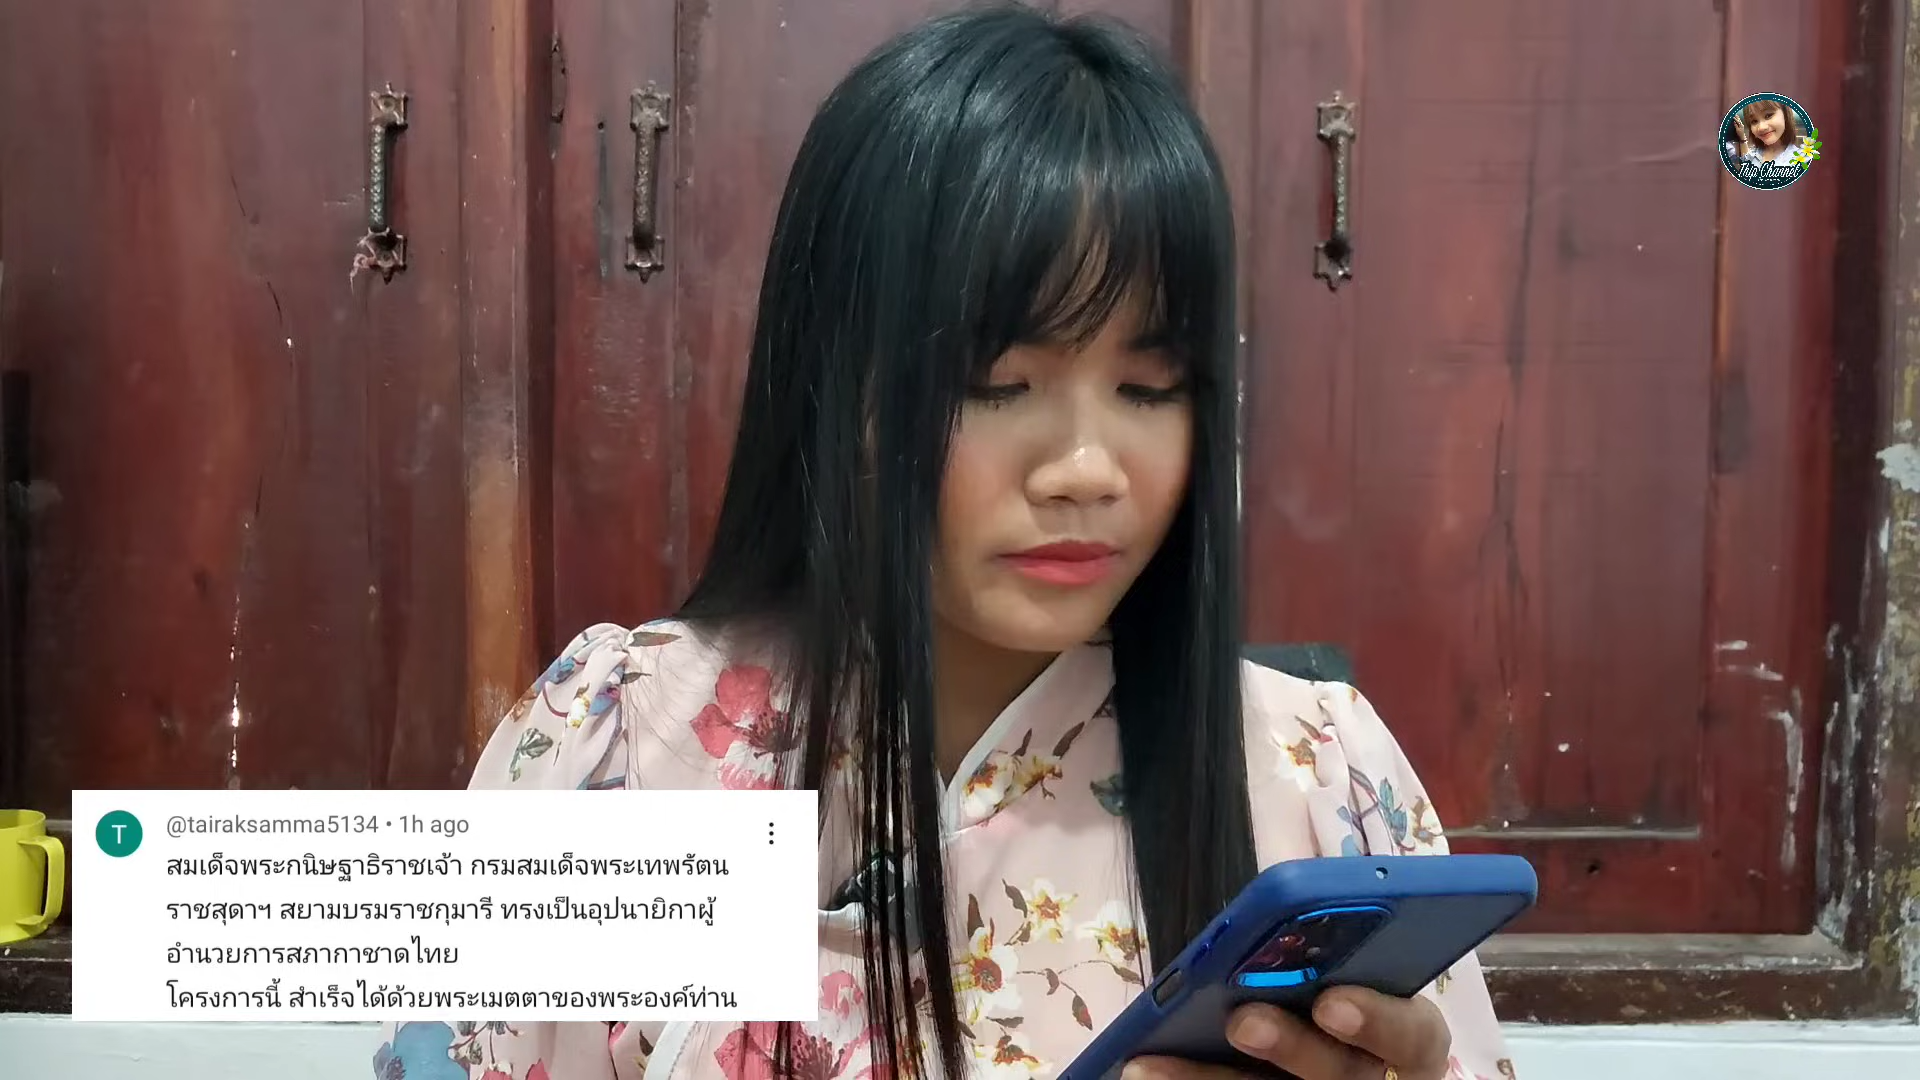 Thip Channel
T
@tairaksamma5134 • 1h ago
สมเด็จพระกนิษฐาธิราชเจ้า กรมสมเด็จพระเทพรัตน
ราชสุดาฯ สยามบรมราชกุมารี ทรงเป็นอุปนายิกาผู้
อำนวยการสภากาชาดไทย
โครงการนี้ สำเร็จได้ด้วยพระเมตตาของพระองค์ท่าน